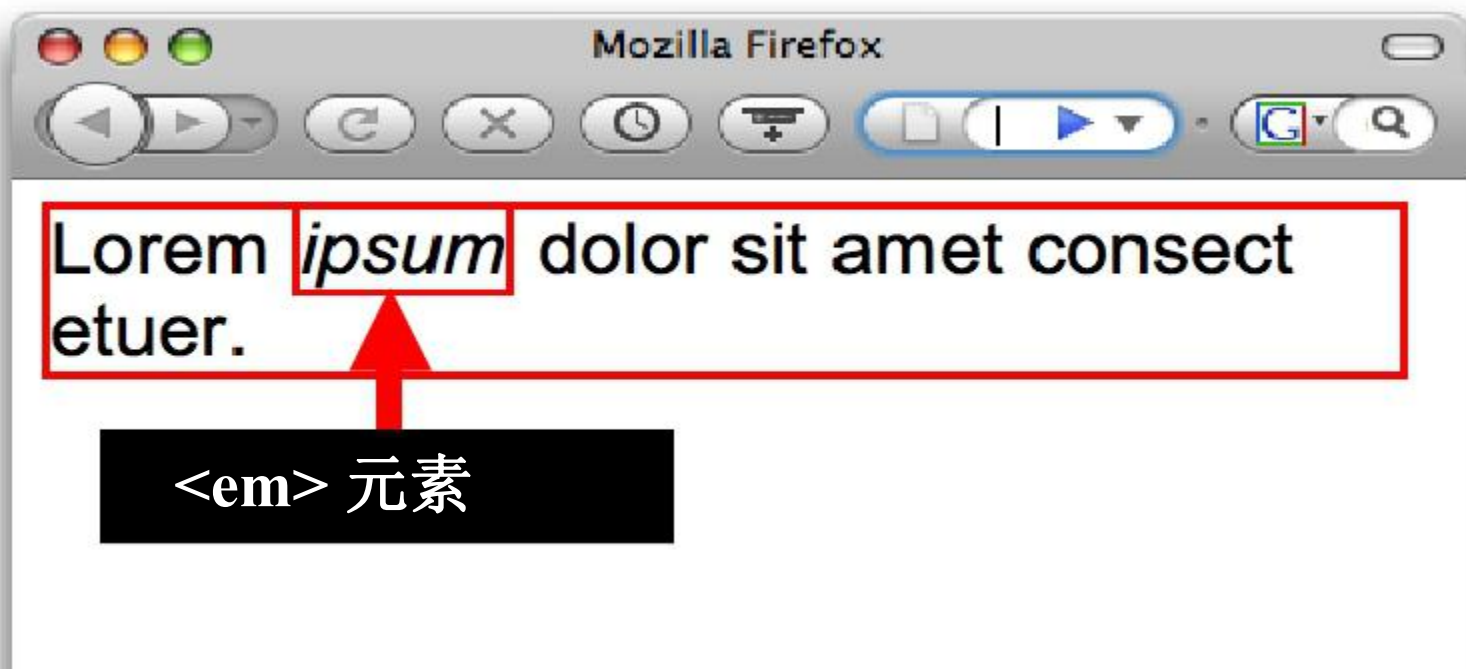 Mozilla Firefox
G
Lorem ipsum dolor sit amet consect
etuer.
<em> 元素